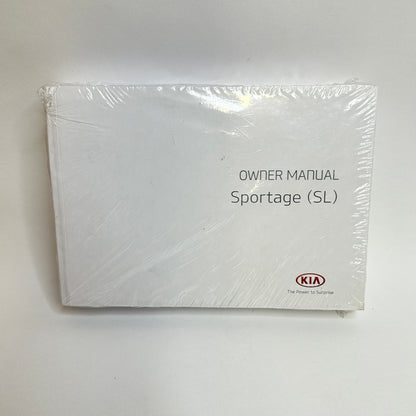 OWNER MANUAL
Sportage (SL)
KIA
The Power to Surprise